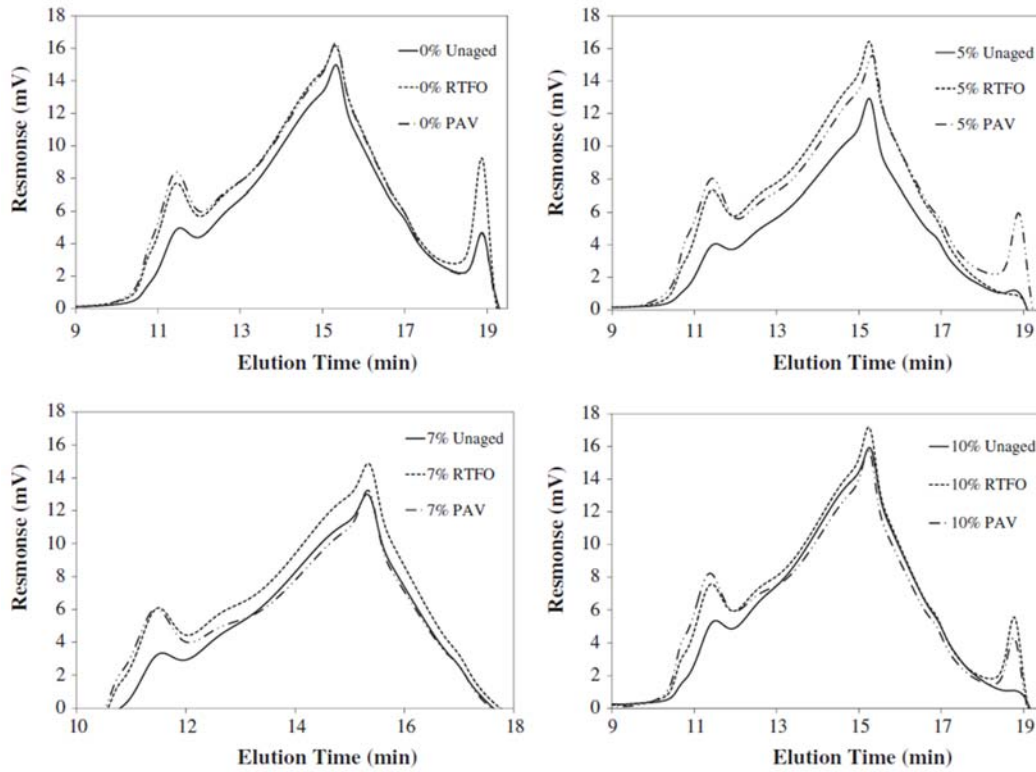 18
16
14
12
10
8
6
4
2
0
Resmonse (mV)
0% Unaged
0% RTFO
0% PAV
9 11 13 15 17 19
Elution Time (min)
18
16
14
12
10
8
6
4
2
0
Resmonse (mV)
5% Unaged
5% RTFO
5% PAV
9 11 13 15 17 19
Elution Time (min)
18
16
14
12
10
8
6
4
2
0
Resmonse (mV)
7% Unaged
7% RTFO
7% PAV
10 12 14 16 18
Elution Time (min)
18
16
14
12
10
8
6
4
2
0
Resmonse (mV)
10% Unaged
10% RTFO
10% PAV
9 11 13 15 17 19
Elution Time (min)